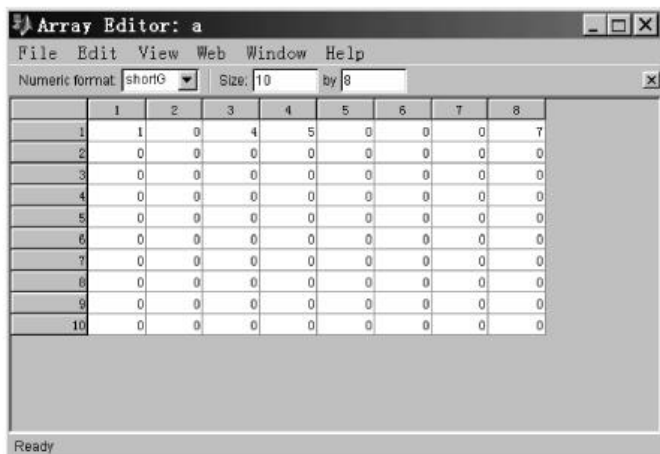 Array Editor: a
File Edit View Web Window Help
Numeric format: shortG Size: 10 by 8
1 2 3 4 5 6 7 8
1 1 0 4 5 0 0 0 7
2 0 0 0 0 0 0 0 0
3 0 0 0 0 0 0 0 0
4 0 0 0 0 0 0 0 0
5 0 0 0 0 0 0 0 0
6 0 0 0 0 0 0 0 0
7 0 0 0 0 0 0 0 0
8 0 0 0 0 0 0 0 0
9 0 0 0 0 0 0 0 0
10 0 0 0 0 0 0 0 0
Ready